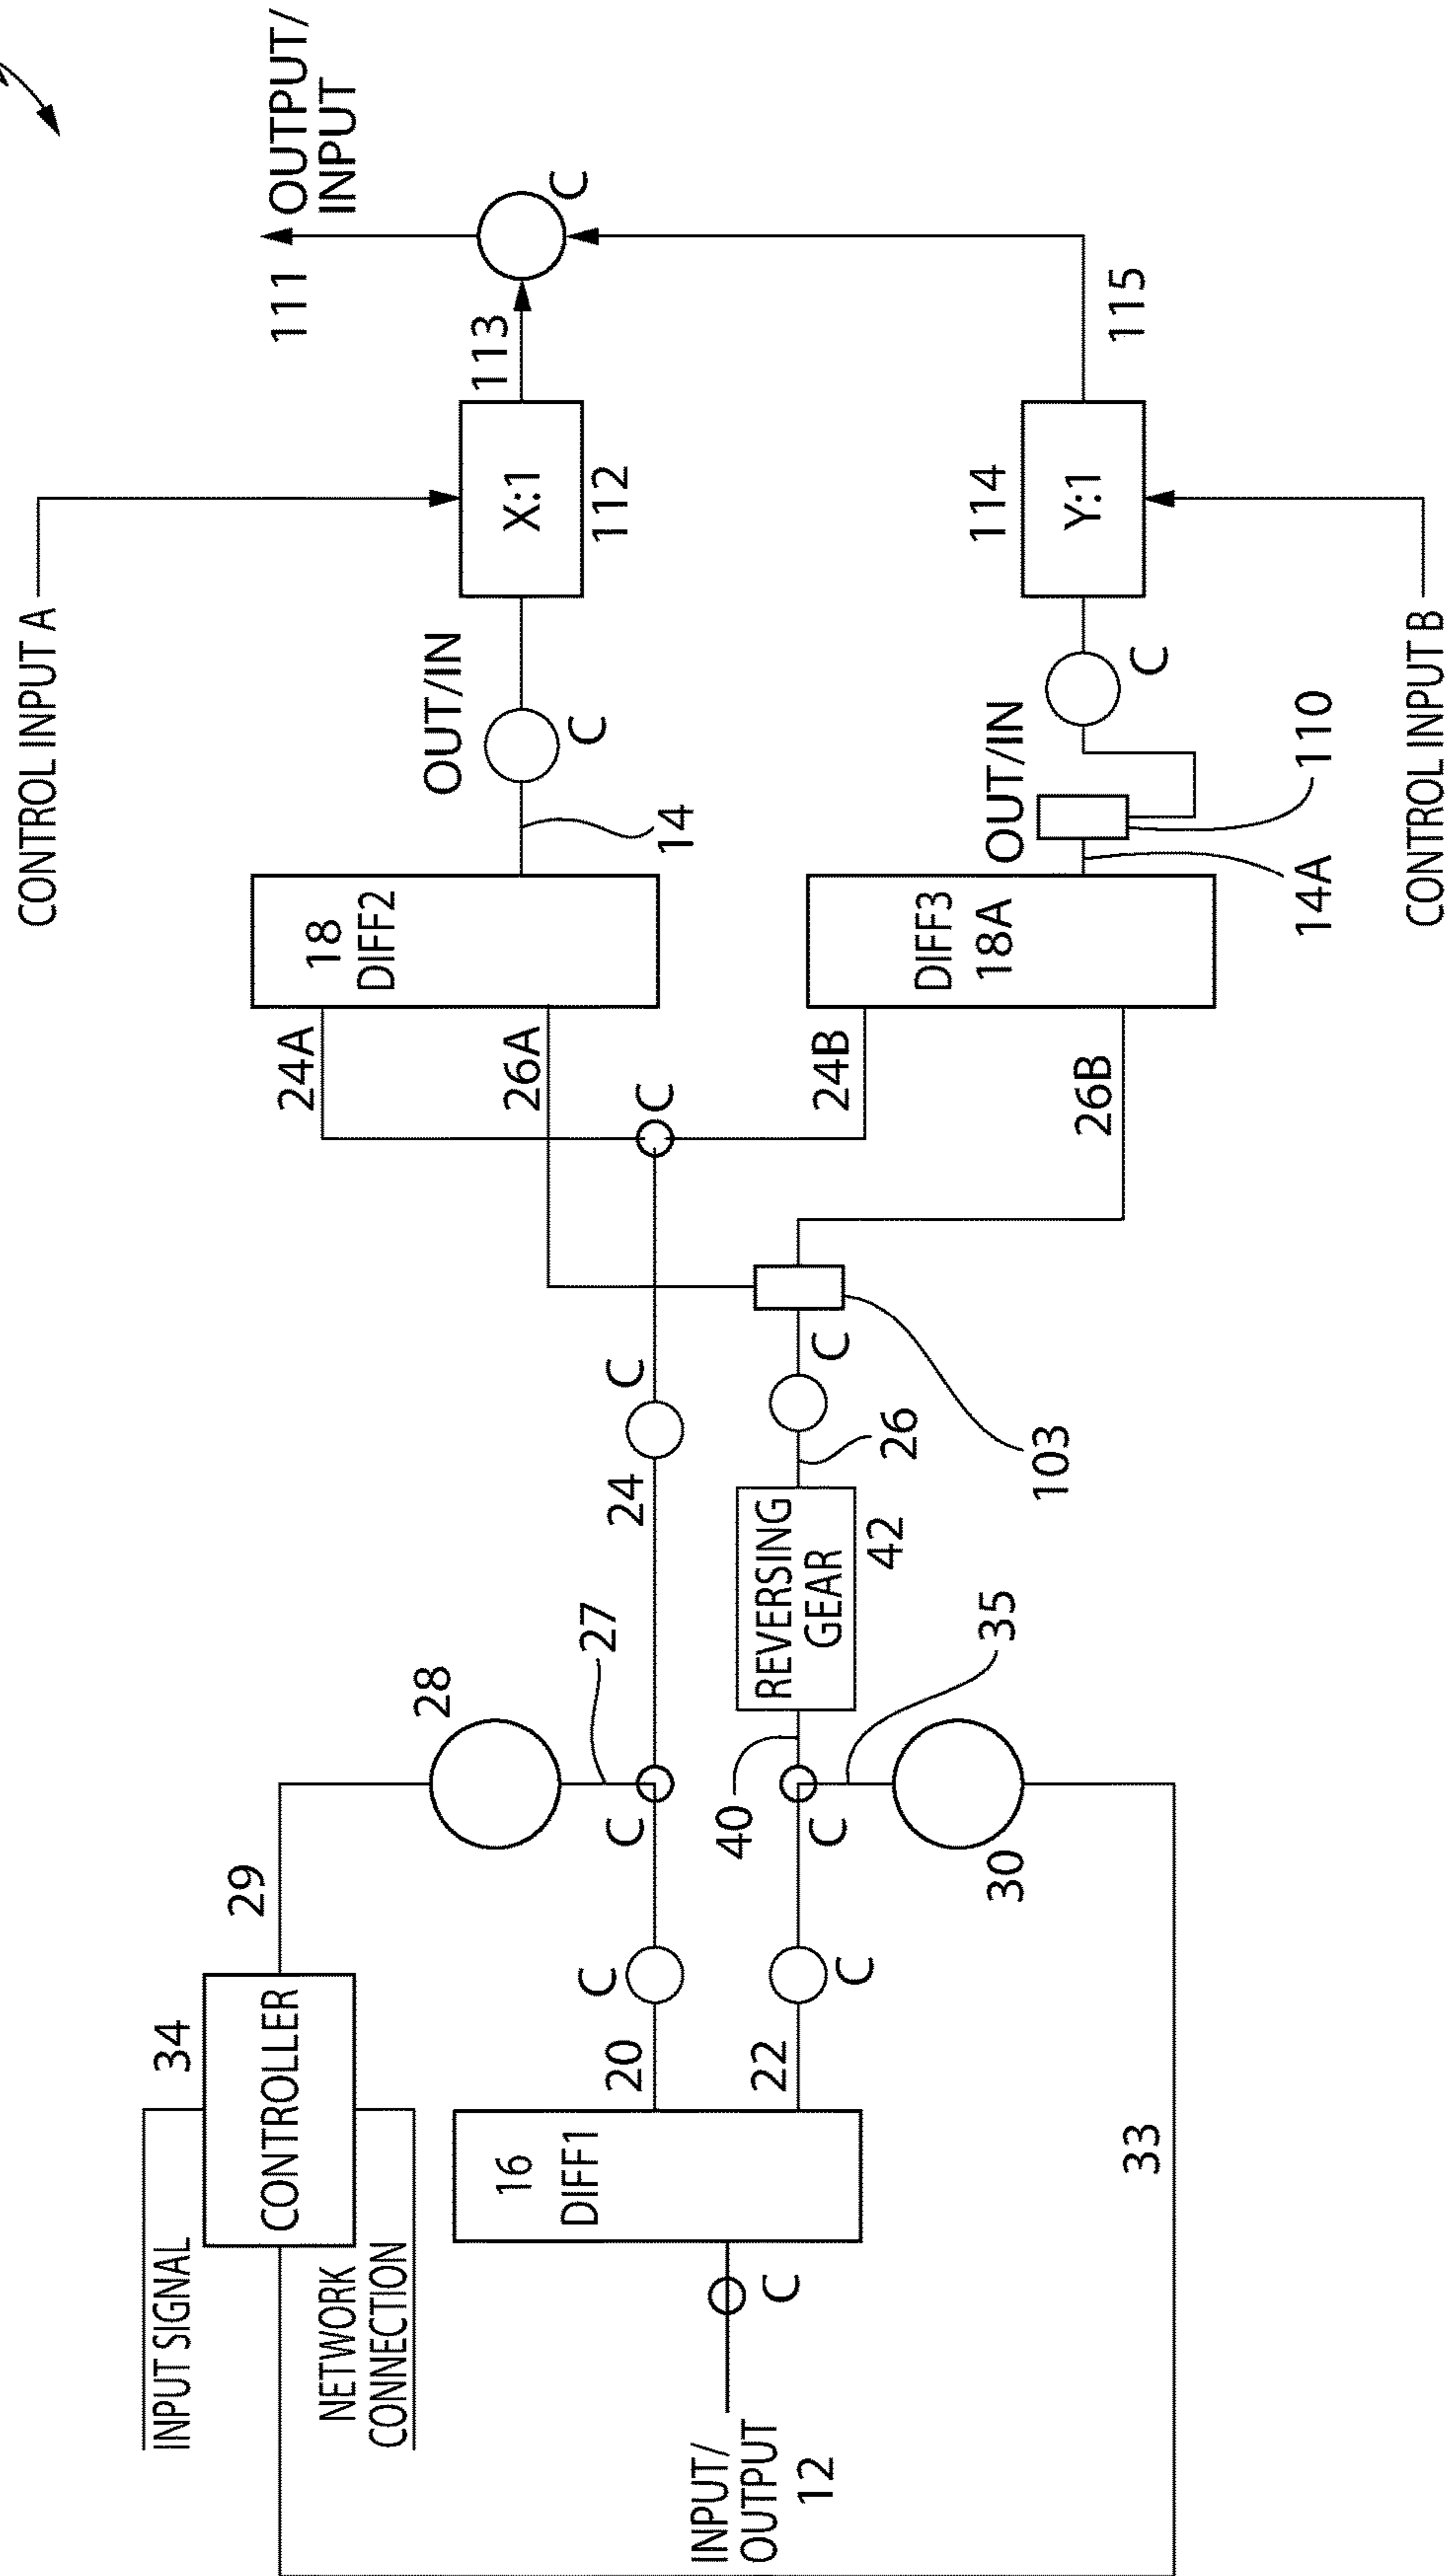 CONTROL INPUT A
OUTPUT/
INPUT
111
C
113
X:1
112
OUT/IN
C
14
18
DIFF2
24A
26A
C
24B
26B
DIFF3
18A
14A
OUT/IN
110
C
Y:1
114
115
CONTROL INPUT B
103
C
26
C
24
REVERSING
GEAR
42
40
27
28
C
C
35
30
29
34
CONTROLLER
INPUT SIGNAL
NETWORK
CONNECTION
C
20
C
22
16
DIFF1
C
INPUT/
OUTPUT
12
33